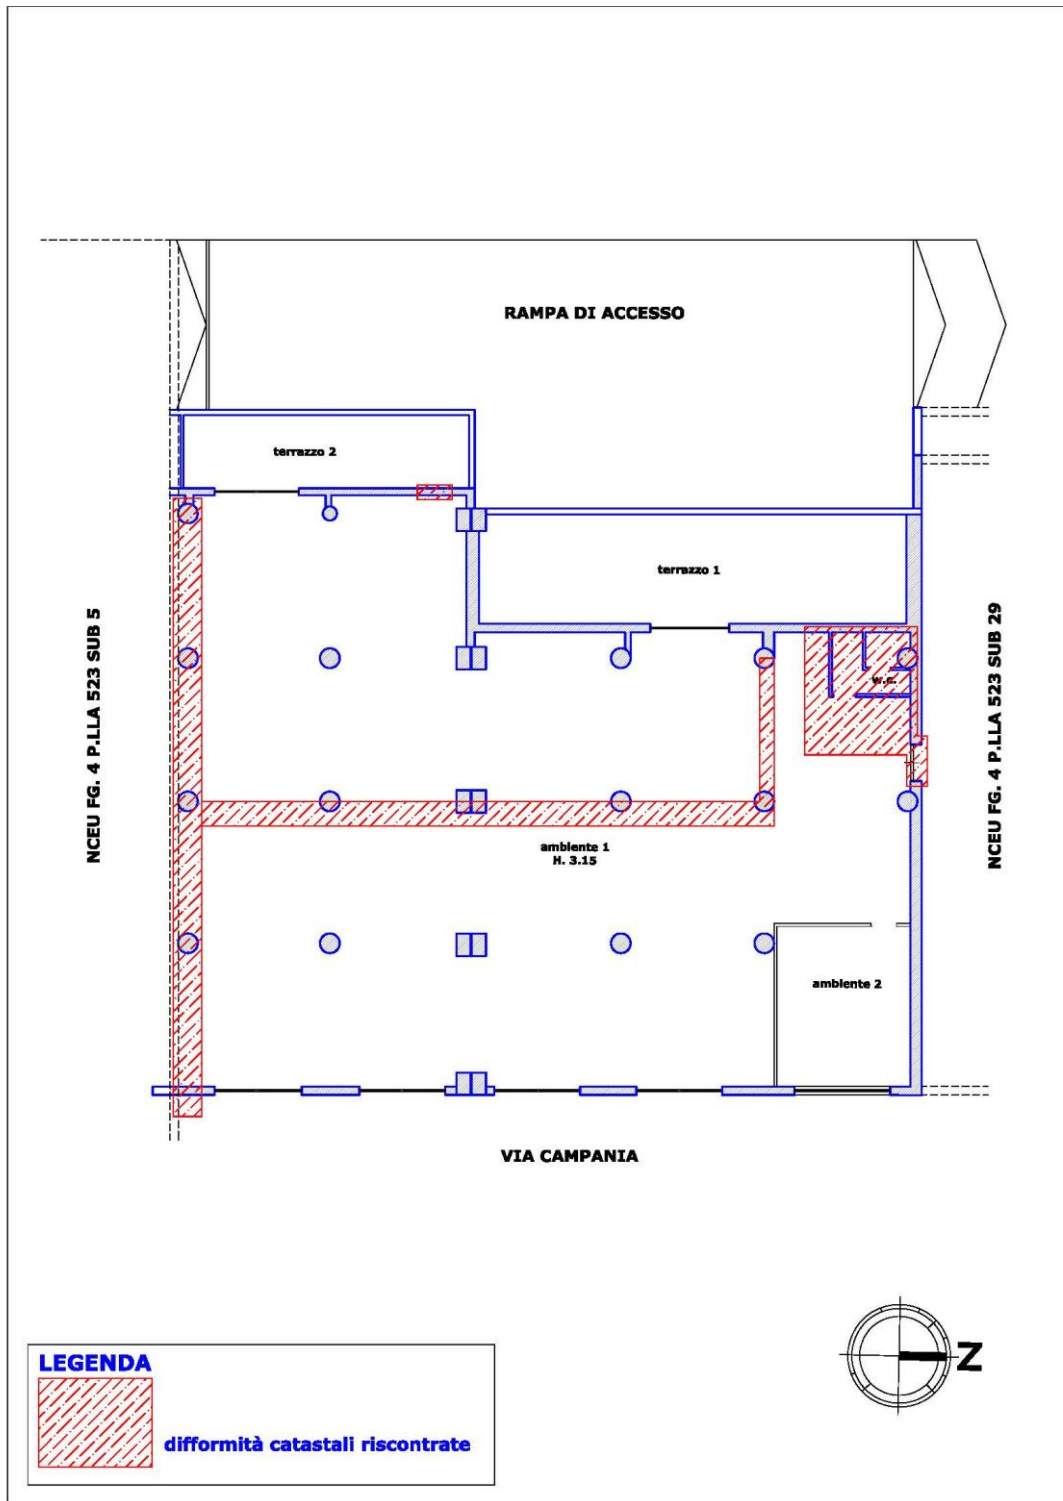 RAMPA DI ACCESSO
terrazzo 2
terrazzo 1
NCEU FG. 4 P.LLA 523 SUB 5
NCEU FG. 4 P.LLA 523 SUB 29
w.c.
ambiente 1
H. 3.15
ambiente 2
VIA CAMPANIA
N
LEGENDA
difformità catastali riscontrate